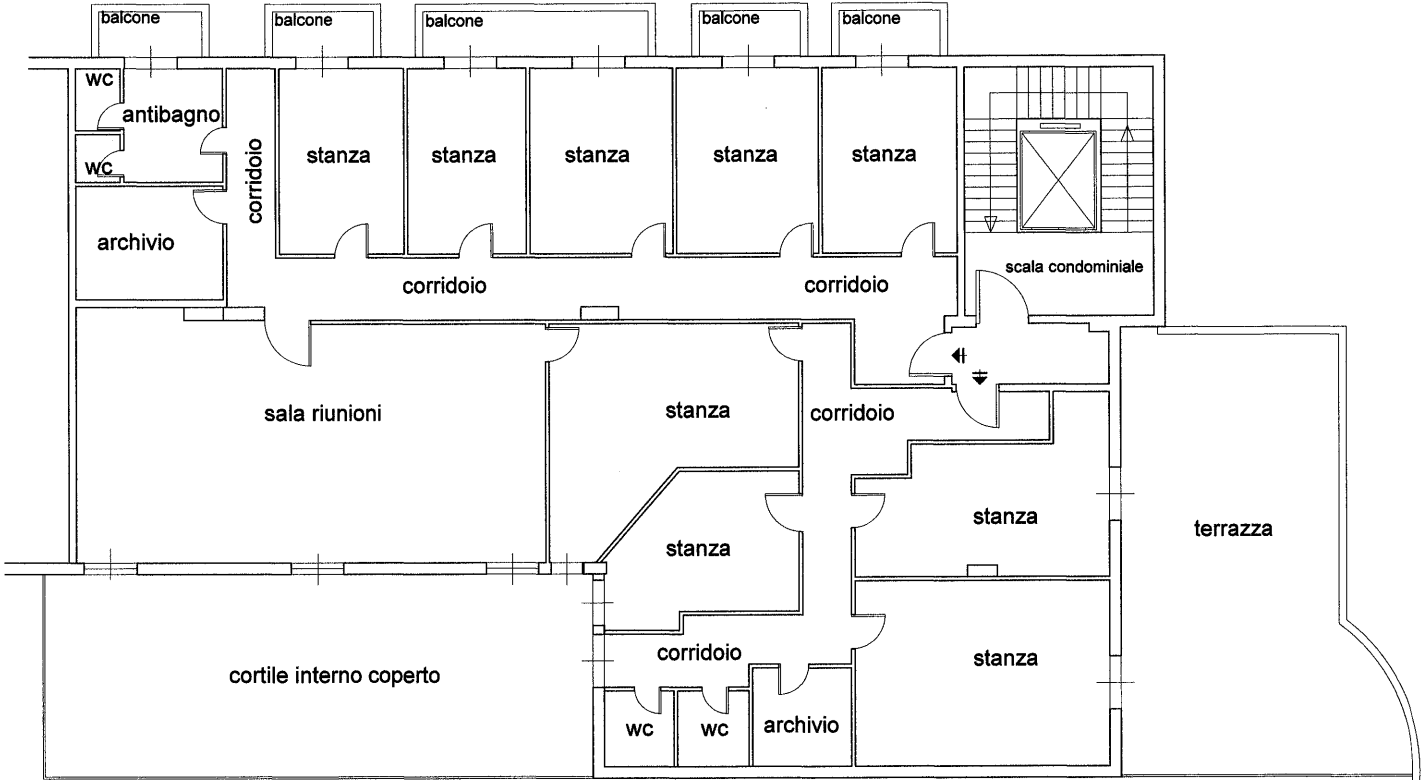 balcone
balcone
balcone
balcone
balcone
wc
antibagno
wc
corridoio
stanza
stanza
stanza
stanza
stanza
archivio
scala condominiale
corridoio
corridoio
sala riunioni
stanza
corridoio
stanza
stanza
terrazza
cortile interno coperto
corridoio
stanza
wc
wc
archivio